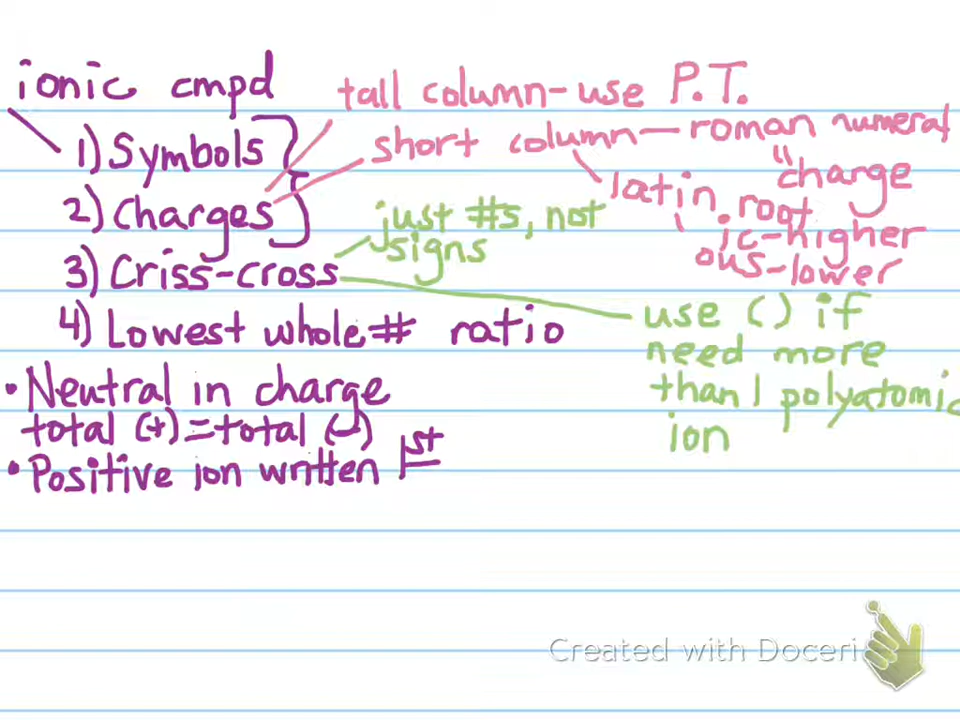 ionic cmpd
1) Symbols
2) Charges
3) Criss-cross
4) Lowest whole # ratio
• Neutral in charge
total (+) = total (-)
• Positive ion written 1st
tall column - use P.T.
short column — roman numeral
" charge
latin root
ic-higher
ous-lower
just #s, not
signs
use () if
need more
than 1 polyatomic
ion
Created with Doceri